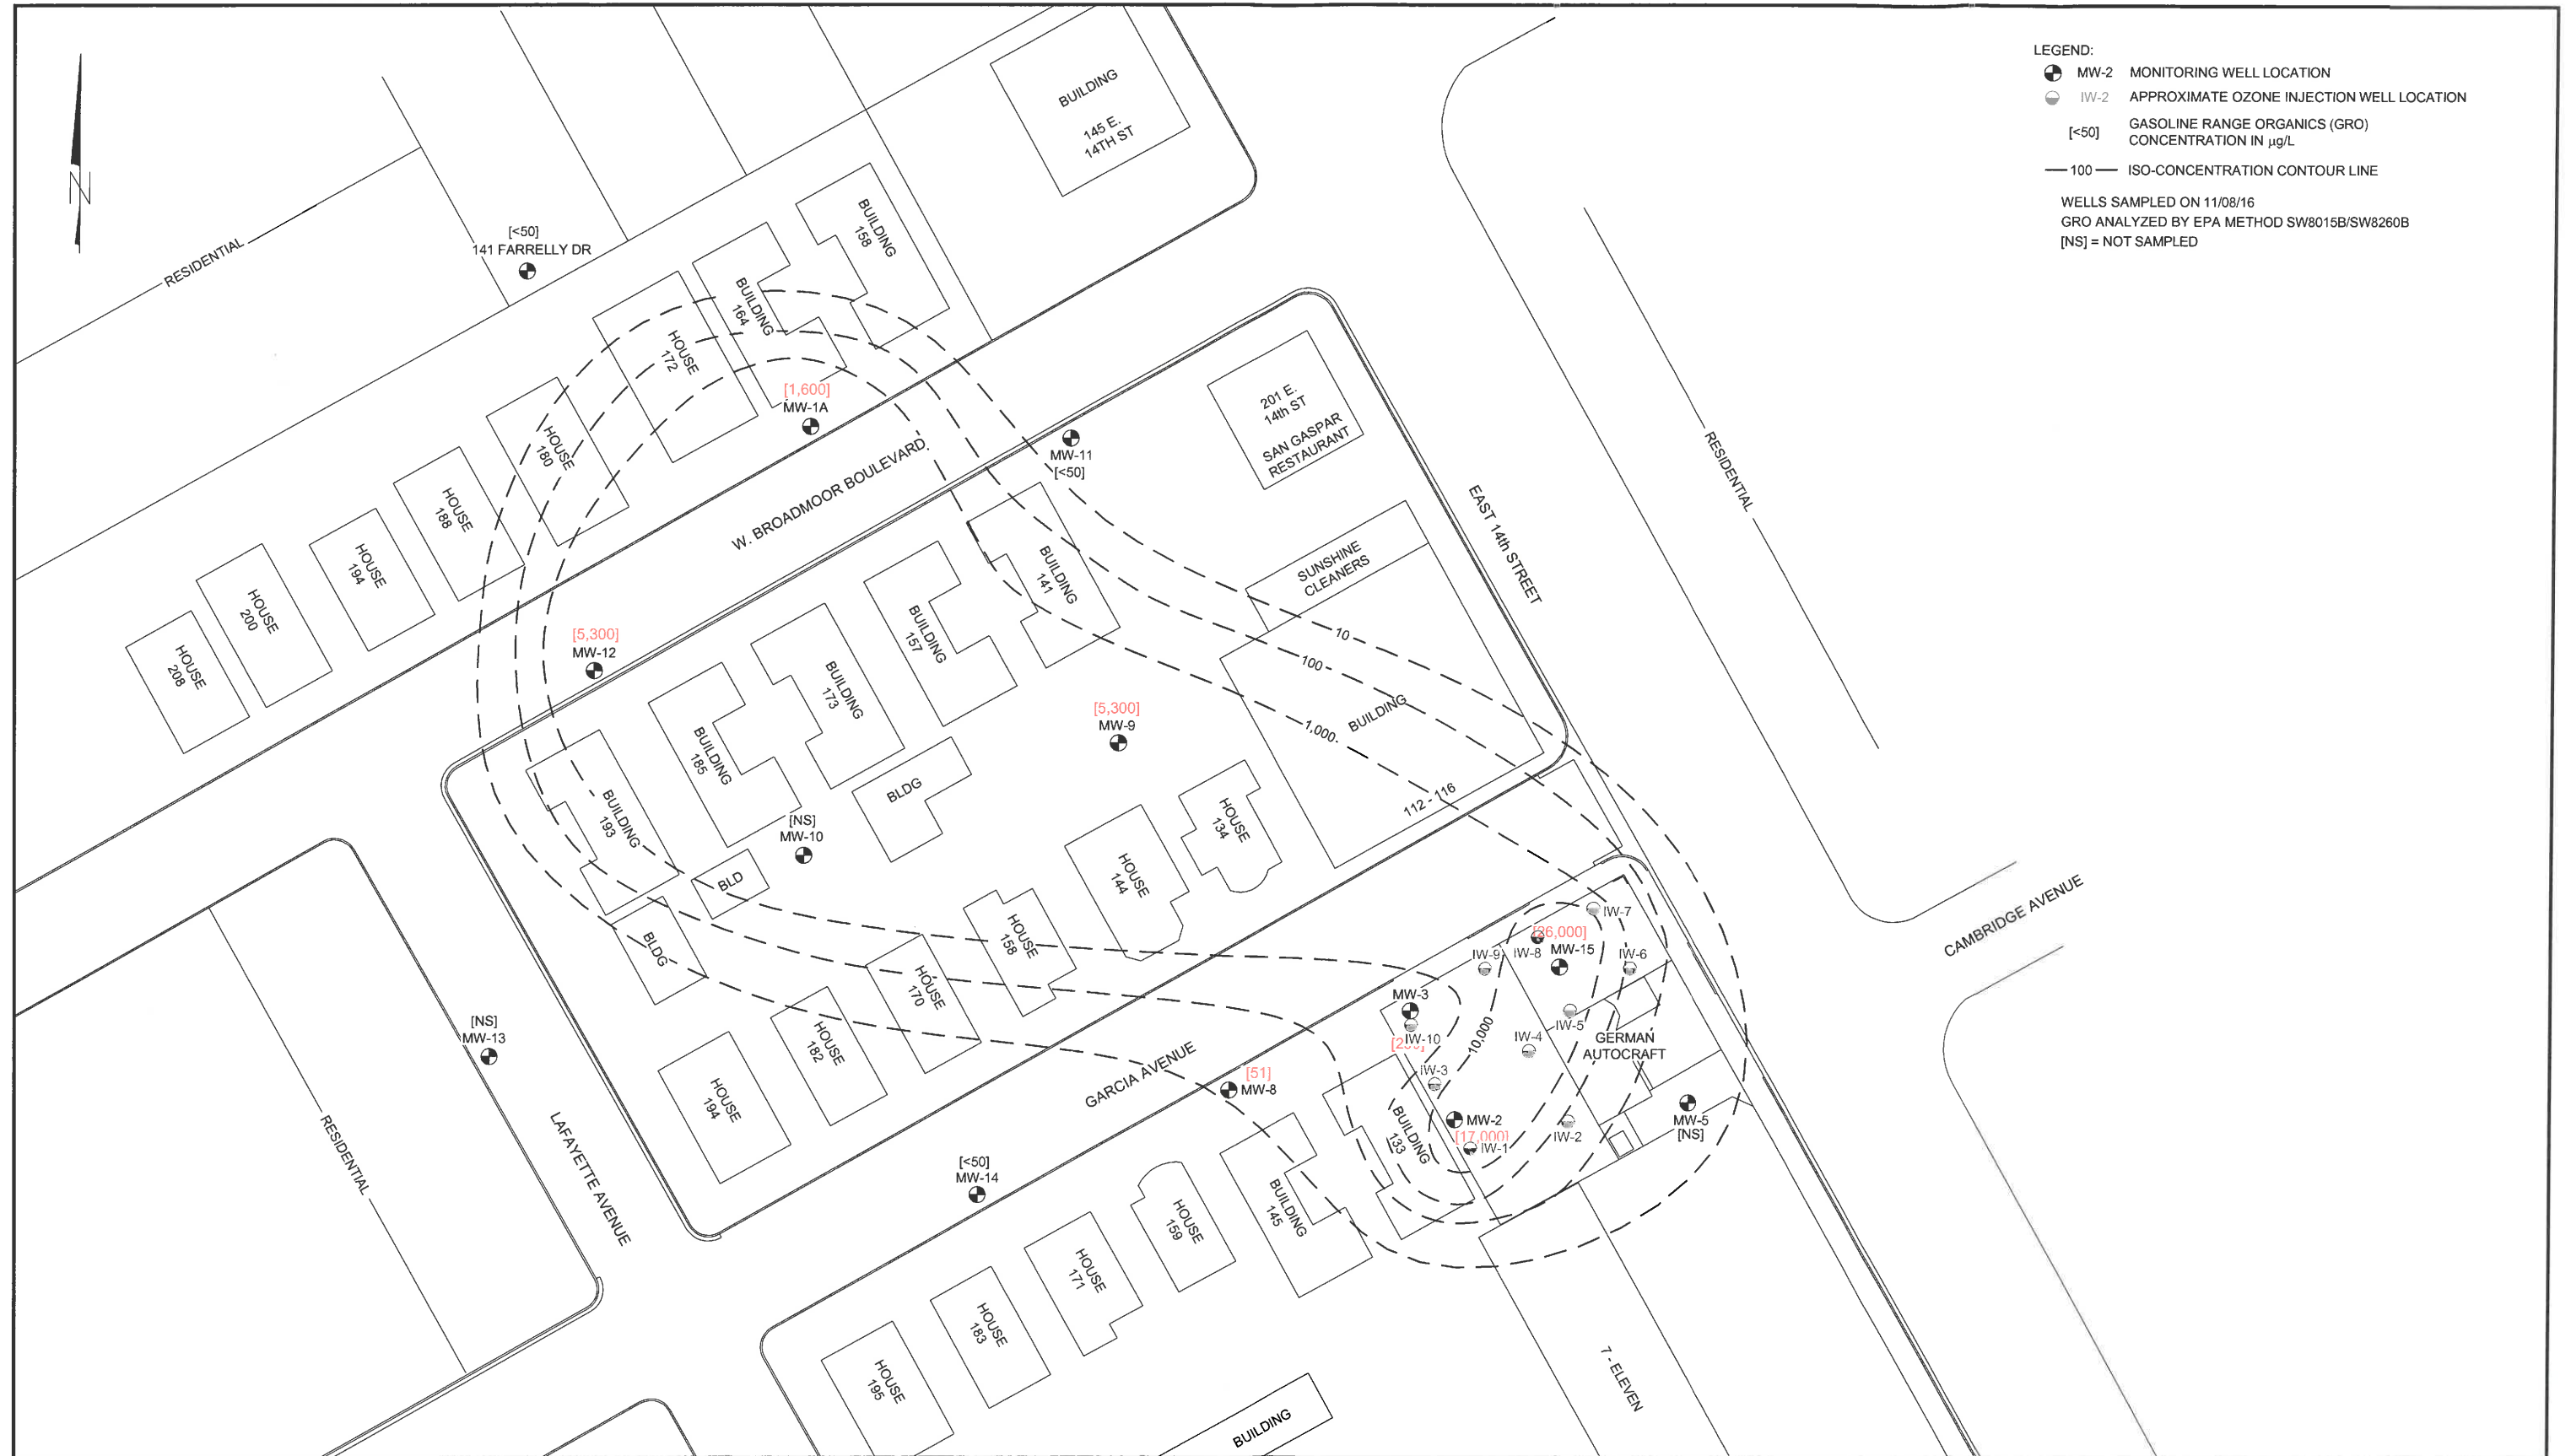 LEGEND:
MW-2 MONITORING WELL LOCATION
IW-2 APPROXIMATE OZONE INJECTION WELL LOCATION
[<50] GASOLINE RANGE ORGANICS (GRO)
CONCENTRATION IN µg/L
100 ISO-CONCENTRATION CONTOUR LINE
WELLS SAMPLED ON 11/08/16
GRO ANALYZED BY EPA METHOD SW8015B/SW8260B
[NS] = NOT SAMPLED
N
BUILDING
145 E.
14TH ST
RESIDENTIAL
[<50]
141 FARRELLY DR
BUILDING
158
BUILDING
164
HOUSE
172
HOUSE
180
HOUSE
188
HOUSE
194
HOUSE
200
HOUSE
208
[1,600]
MW-1A
W. BROADMOOR BOULEVARD
MW-11
[<50]
201 E.
14th ST
SAN GASPAR
RESTAURANT
EAST 14th STREET
RESIDENTIAL
SUNSHINE
CLEANERS
BUILDING
141
BUILDING
157
BUILDING
173
BUILDING
185
BUILDING
193
[5,300]
MW-12
[5,300]
MW-9
10
100
1,000
BUILDING
112 - 116
BLDG
[NS]
MW-10
BLD
BLDG
HOUSE
134
HOUSE
144
HOUSE
158
HOUSE
170
HOUSE
182
HOUSE
194
CAMBRIDGE AVENUE
IW-7
[26,000]
IW-9
IW-8
MW-15
IW-6
MW-3
IW-10
10,000
IW-5
IW-4
GERMAN
AUTOCRAFT
IW-3
MW-2
[17,000]
IW-1
IW-2
MW-5
[NS]
[NS]
MW-13
RESIDENTIAL
LAFAYETTE AVENUE
GARCIA AVENUE
[51]
MW-8
[<50]
MW-14
BUILDING
133
BUILDING
145
HOUSE
159
HOUSE
171
HOUSE
183
HOUSE
195
7 - ELEVEN
BUILDING